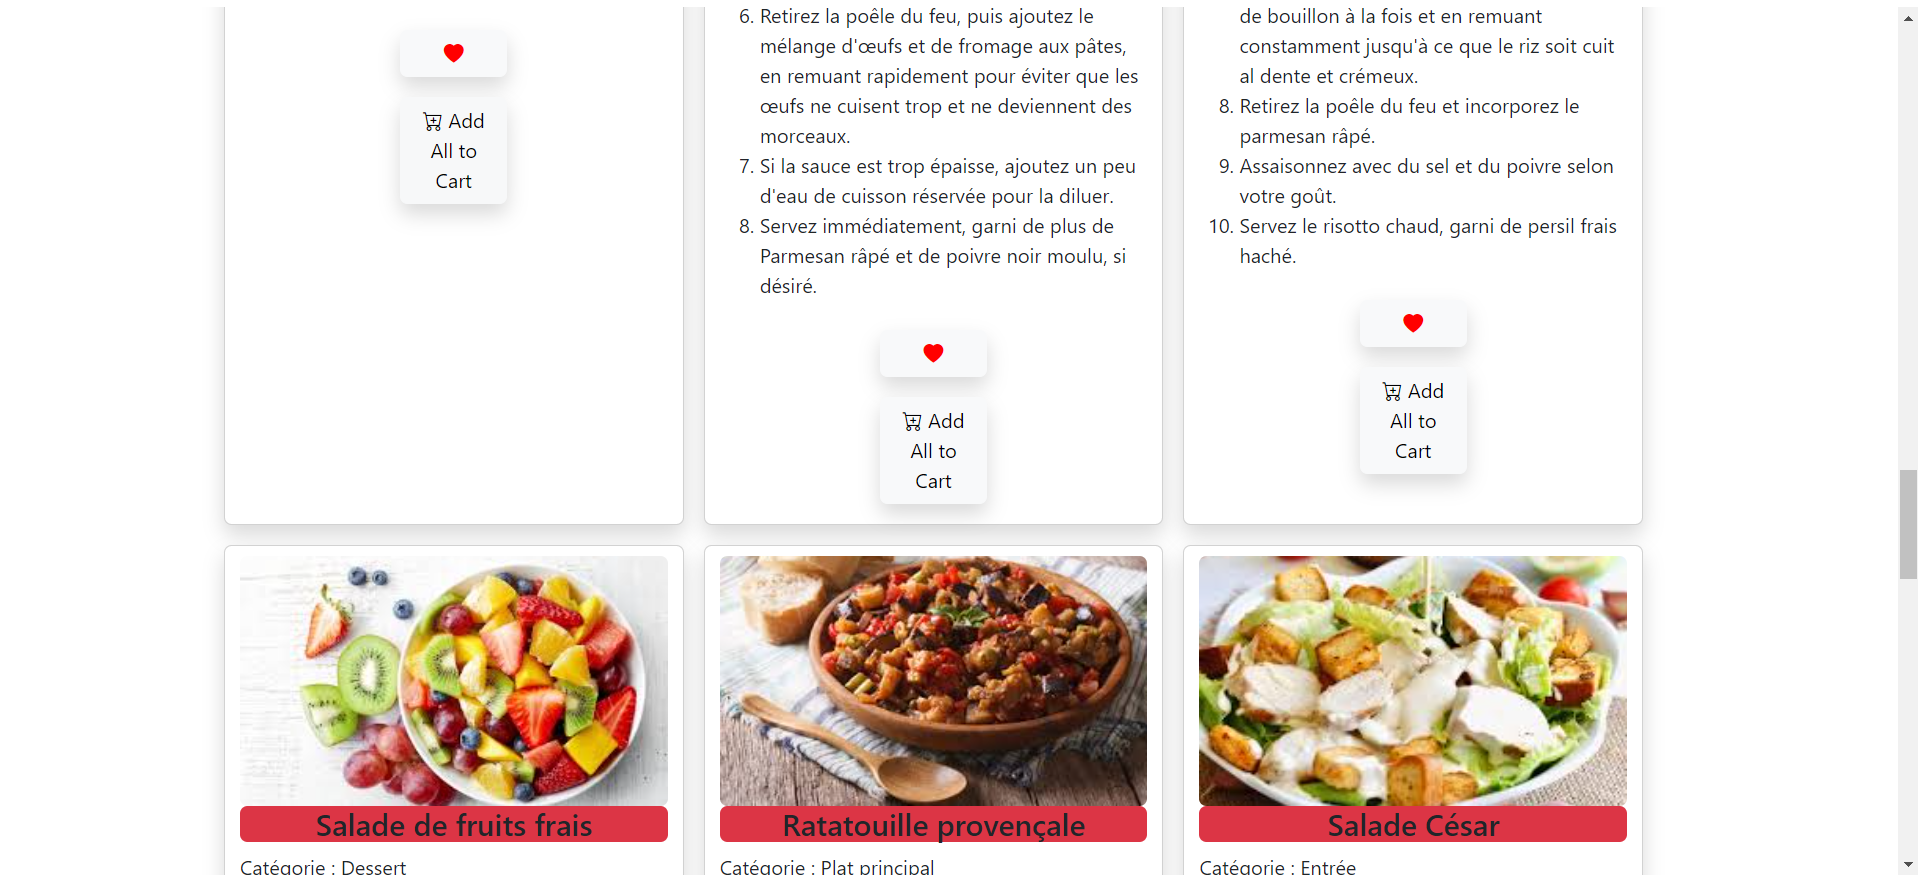 Add
All to
Cart
6. Retirez la poêle du feu, puis ajoutez le
mélange d'œufs et de fromage aux pâtes,
en remuant rapidement pour éviter que les
œufs ne cuisent trop et ne deviennent des
morceaux.
7. Si la sauce est trop épaisse, ajoutez un peu
d'eau de cuisson réservée pour la diluer.
8. Servez immédiatement, garni de plus de
Parmesan râpé et de poivre noir moulu, si
désiré.
Add
All to
Cart
de bouillon à la fois et en remuant
constamment jusqu'à ce que le riz soit cuit
al dente et crémeux.
8. Retirez la poêle du feu et incorporez le
parmesan râpé.
9. Assaisonnez avec du sel et du poivre selon
votre goût.
10. Servez le risotto chaud, garni de persil frais
haché.
Add
All to
Cart
Salade de fruits frais
Catégorie : Dessert
Ratatouille provençale
Catégorie : Plat principal
Salade César
Catégorie : Entrée